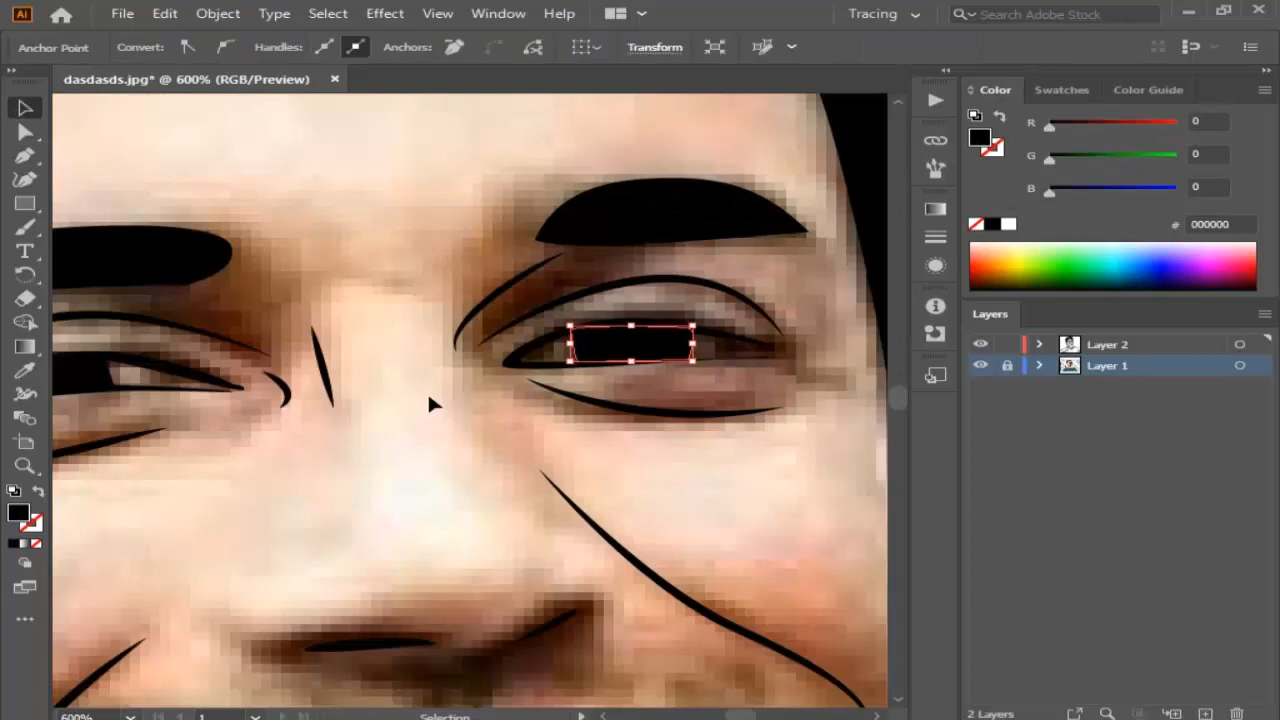 Ai File Edit Object Type Select Effect View Window Help Tracing Search Adobe Stock
Anchor Point Convert: Handles: Anchors: Transform
dasdasds.jpg* @ 600% (RGB/Preview) ×
Color Swatches Color Guide
R 0
G 0
B 0
# 000000
Layers
Layer 2
Layer 1
600% 1 Selection
2 Layers